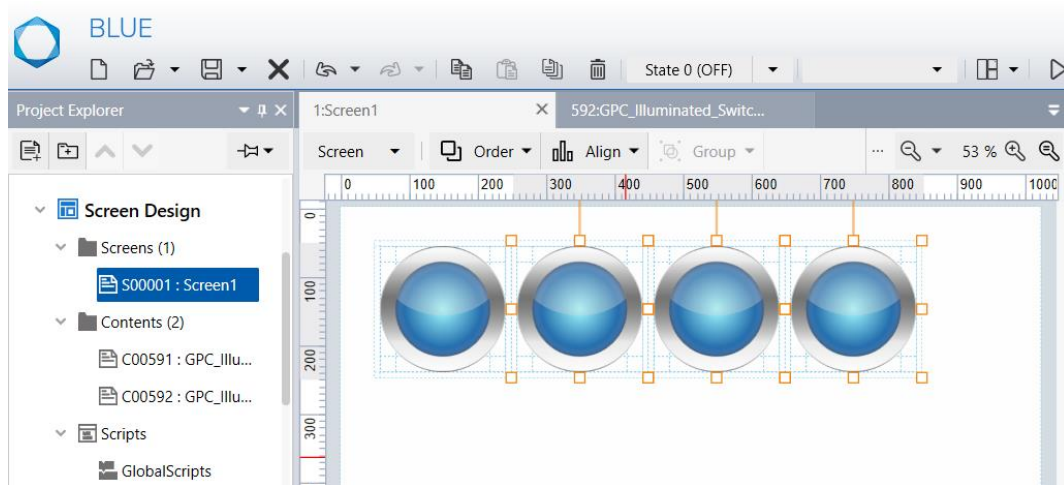 BLUE
State 0 (OFF)
Project Explorer
1:Screen1
592:GPC_Illuminated_Switc...
Screen
Order
Align
Group
...
53 %
0 100 200 300 400 500 600 700 800 900 1000
0
100
200
300
Screen Design
Screens (1)
S00001 : Screen1
Contents (2)
C00591 : GPC_Illu...
C00592 : GPC_Illu...
Scripts
GlobalScripts